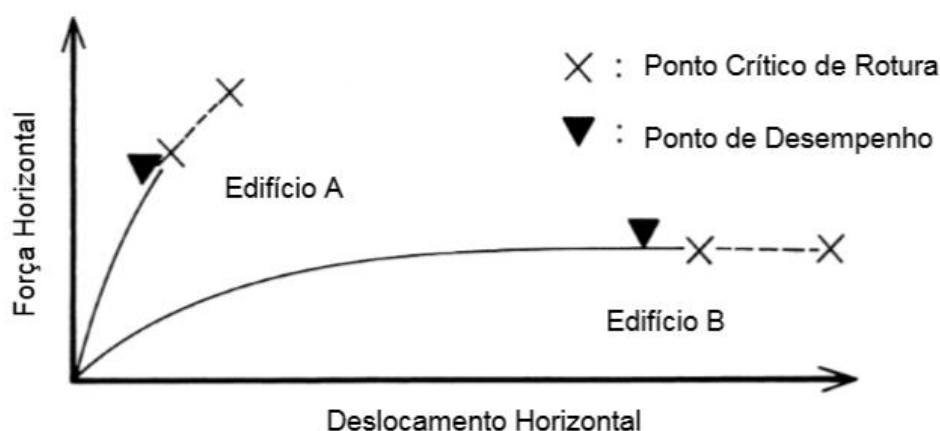 : Ponto Crítico de Rotura
: Ponto de Desempenho
Edifício A
Edifício B
Força Horizontal
Deslocamento Horizontal